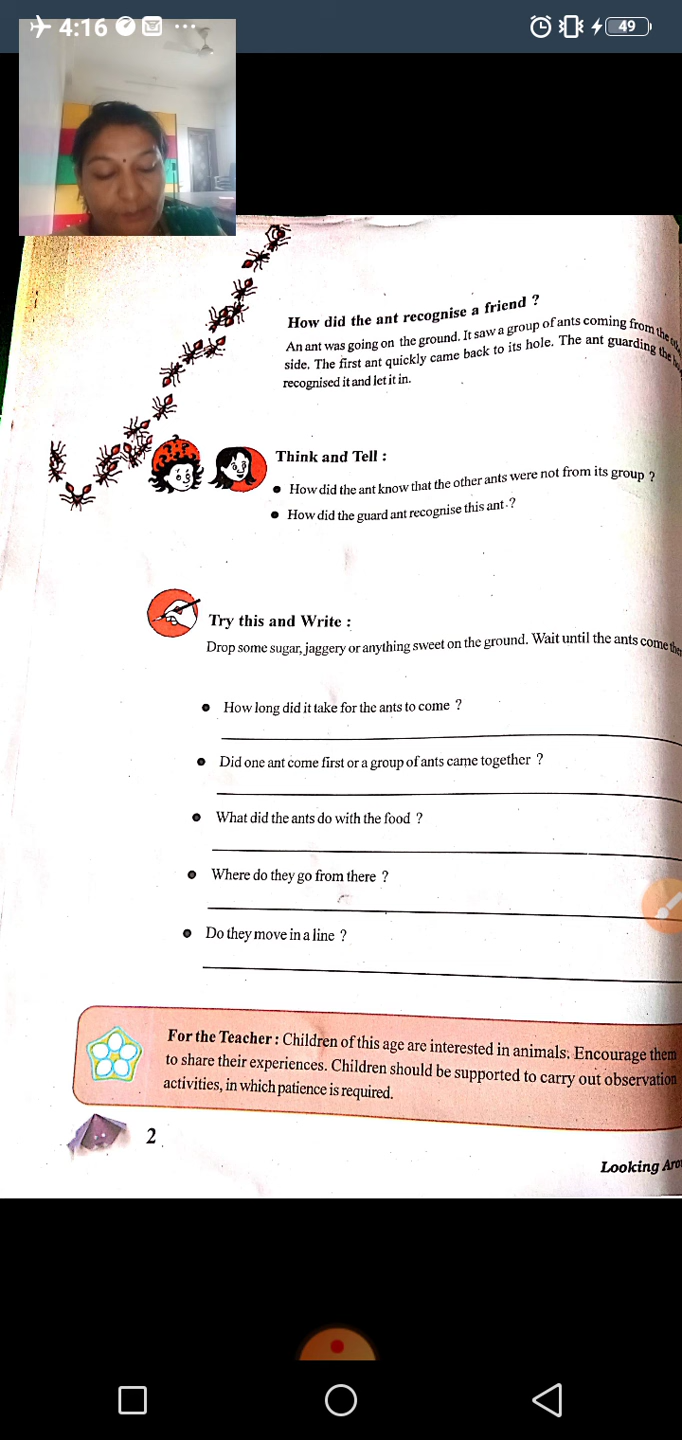 4:16
49
How did the ant recognise a friend ?
An ant was going on the ground. It saw a group of ants coming from the
side. The first ant quickly came back to its hole. The ant guarding the
recognised it and let it in.
Think and Tell :
How did the ant know that the other ants were not from its group ?
How did the guard ant recognise this ant.?
Try this and Write :
Drop some sugar, jaggery or anything sweet on the ground. Wait until the ants come
How long did it take for the ants to come ?
Did one ant come first or a group of ants came together ?
What did the ants do with the food ?
Where do they go from there ?
Do they move in a line ?
For the Teacher : Children of this age are interested in animals. Encourage them
to share their experiences. Children should be supported to carry out observation
activities, in which patience is required.
2
Looking